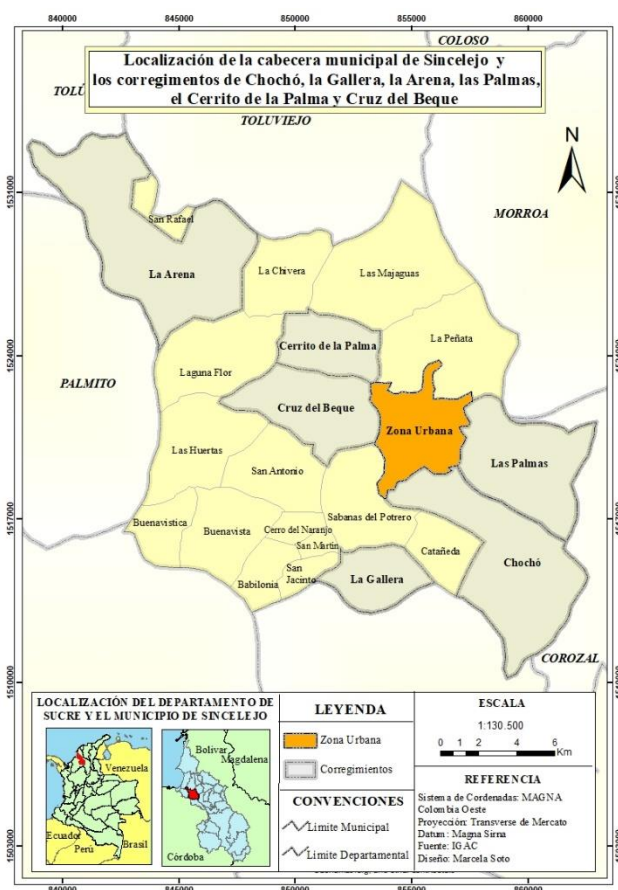 840000 845000 850000 855000 860000
COLOSO
Localización de la cabecera municipal de Sincelejo y
los corregimentos de Chochó, la Gallera, la Arena, las Palmas,
el Cerrito de la Palma y Cruz del Beque
TOLUVIEJO
N
MORROA
San Rafael
La Arena
La Chivera
Las Majaguas
La Peñata
Cerrito de la Palma
Laguna Flor
PALMITO
Cruz del Beque
Zona Urbana
Las Huertas
San Antonio
Las Palmas
Buenavistica
Buenavista
Cerro del Naranjo
Sabanas del Potrero
San Martin
Catañeda
Chochò
San
Jacinto
Babilonia
La Gallera
COROZAL
1531000
1524000
1517000
1510000
LOCALIZACIÓN DEL DEPARTAMENTO DE
SUCRE Y EL MUNICIPIO DE SINCELEJO
Venezuela
Ecuador
Perú
Brasil
Bolivar
Magdalena
Córdoba
LEYENDA
Zona Urbana
Corregimientos
CONVENCIONES
Limite Municipal
Limite Departamental
ESCALA
1:130.500
0 1 2 4 6
Km
REFERENCIA
Sistema de Cordenadas: MAGNA
Colombia Oeste
Proyección: Transverse de Mercato
Datum: Magna Sirna
Fuente: IGAC
Diseño: Marcela Soto
840000 845000 850000 855000 860000